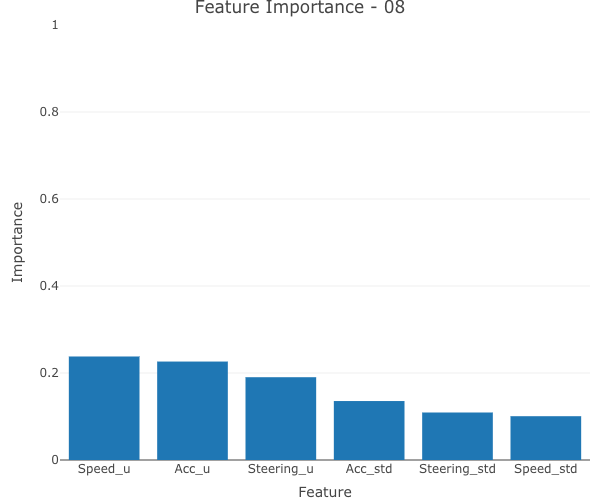 Feature Importance - 08
1
0.8
0.6
0.4
0.2
0
Importance
Speed_u Acc_u Steering_u Acc_std Steering_std Speed_std
Feature